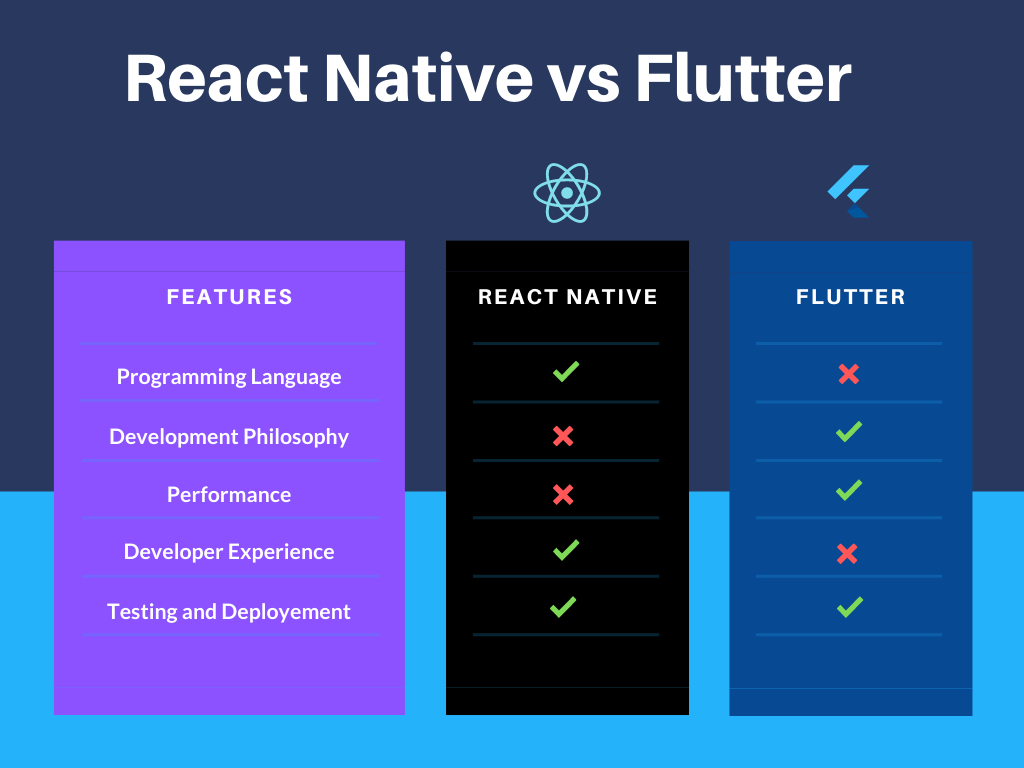 React Native vs Flutter
FEATURES
REACT NATIVE
FLUTTER
Programming Language
Development Philosophy
Performance
Developer Experience
Testing and Deployement